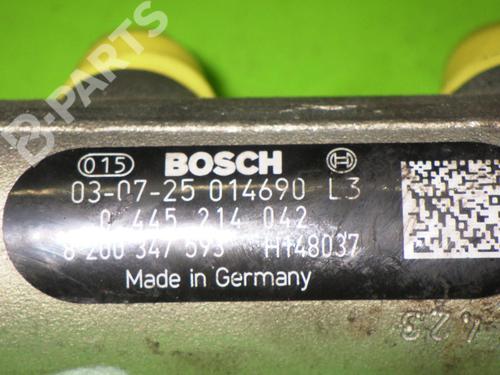 B-PARTS
015 BOSCH
03-07-25 014690 L3
0 445 214 042
8 200 347 593 H148037
Made in Germany